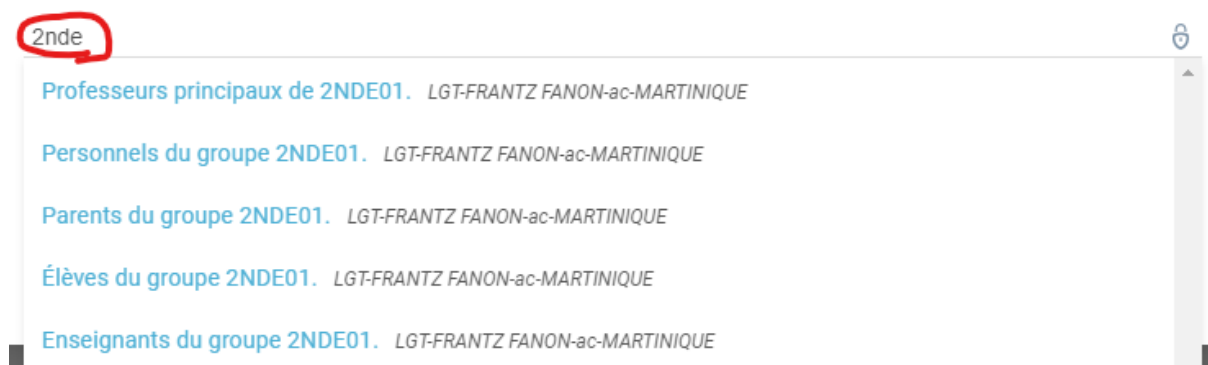 2nde
Professeurs principaux de 2NDE01. LGT-FRANTZ FANON-ac-MARTINIQUE
Personnels du groupe 2NDE01. LGT-FRANTZ FANON-ac-MARTINIQUE
Parents du groupe 2NDE01. LGT-FRANTZ FANON-ac-MARTINIQUE
Élèves du groupe 2NDE01. LGT-FRANTZ FANON-ac-MARTINIQUE
Enseignants du groupe 2NDE01. LGT-FRANTZ FANON-ac-MARTINIQUE